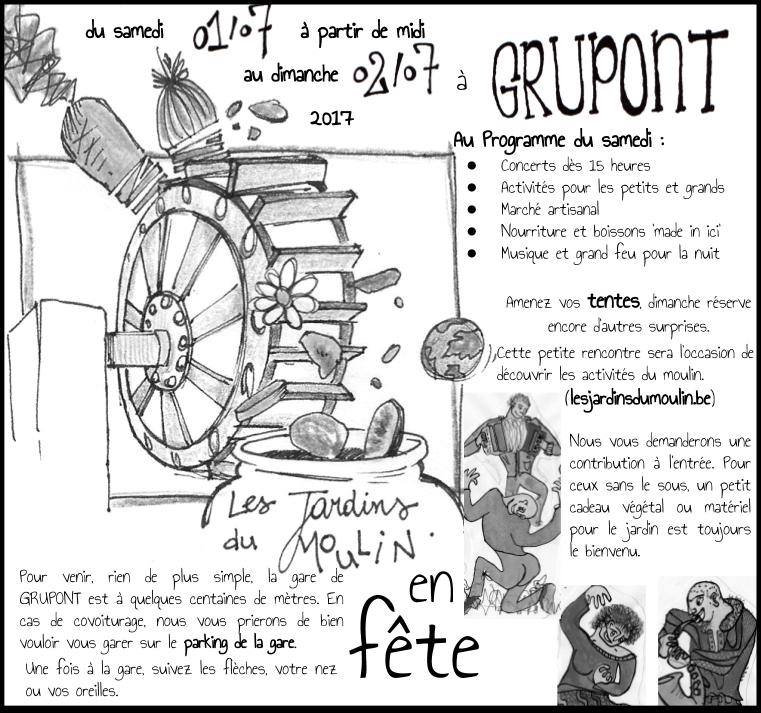 du samedi 01/07 à partir de midi
au dimanche 02/07 à GRUPONT
2017
Au Programme du samedi :
● Concerts dès 15 heures
● Activités pour les petits et grands
● Marché artisanal
● Nourriture et boissons 'made in ici'
● Musique et grand feu pour la nuit
Amenez vos tentes, dimanche réserve
encore d'autres surprises.
Cette petite rencontre sera l'occasion de
découvrir les activités du moulin.
(lesjardinsdumoulin.be)
Nous vous demanderons une
contribution à l'entrée. Pour
ceux sans le sous, un petit
cadeau végétal ou matériel
pour le jardin est toujours
le bienvenu.
Les Jardins
du MOULIN
en
fête
Pour venir, rien de plus simple, la gare de
GRUPONT est à quelques centaines de mètres. En
cas de covoiturage, nous vous prierons de bien
vouloir vous garer sur le parking de la gare.
Une fois à la gare, suivez les flèches, votre nez
ou vos oreilles.